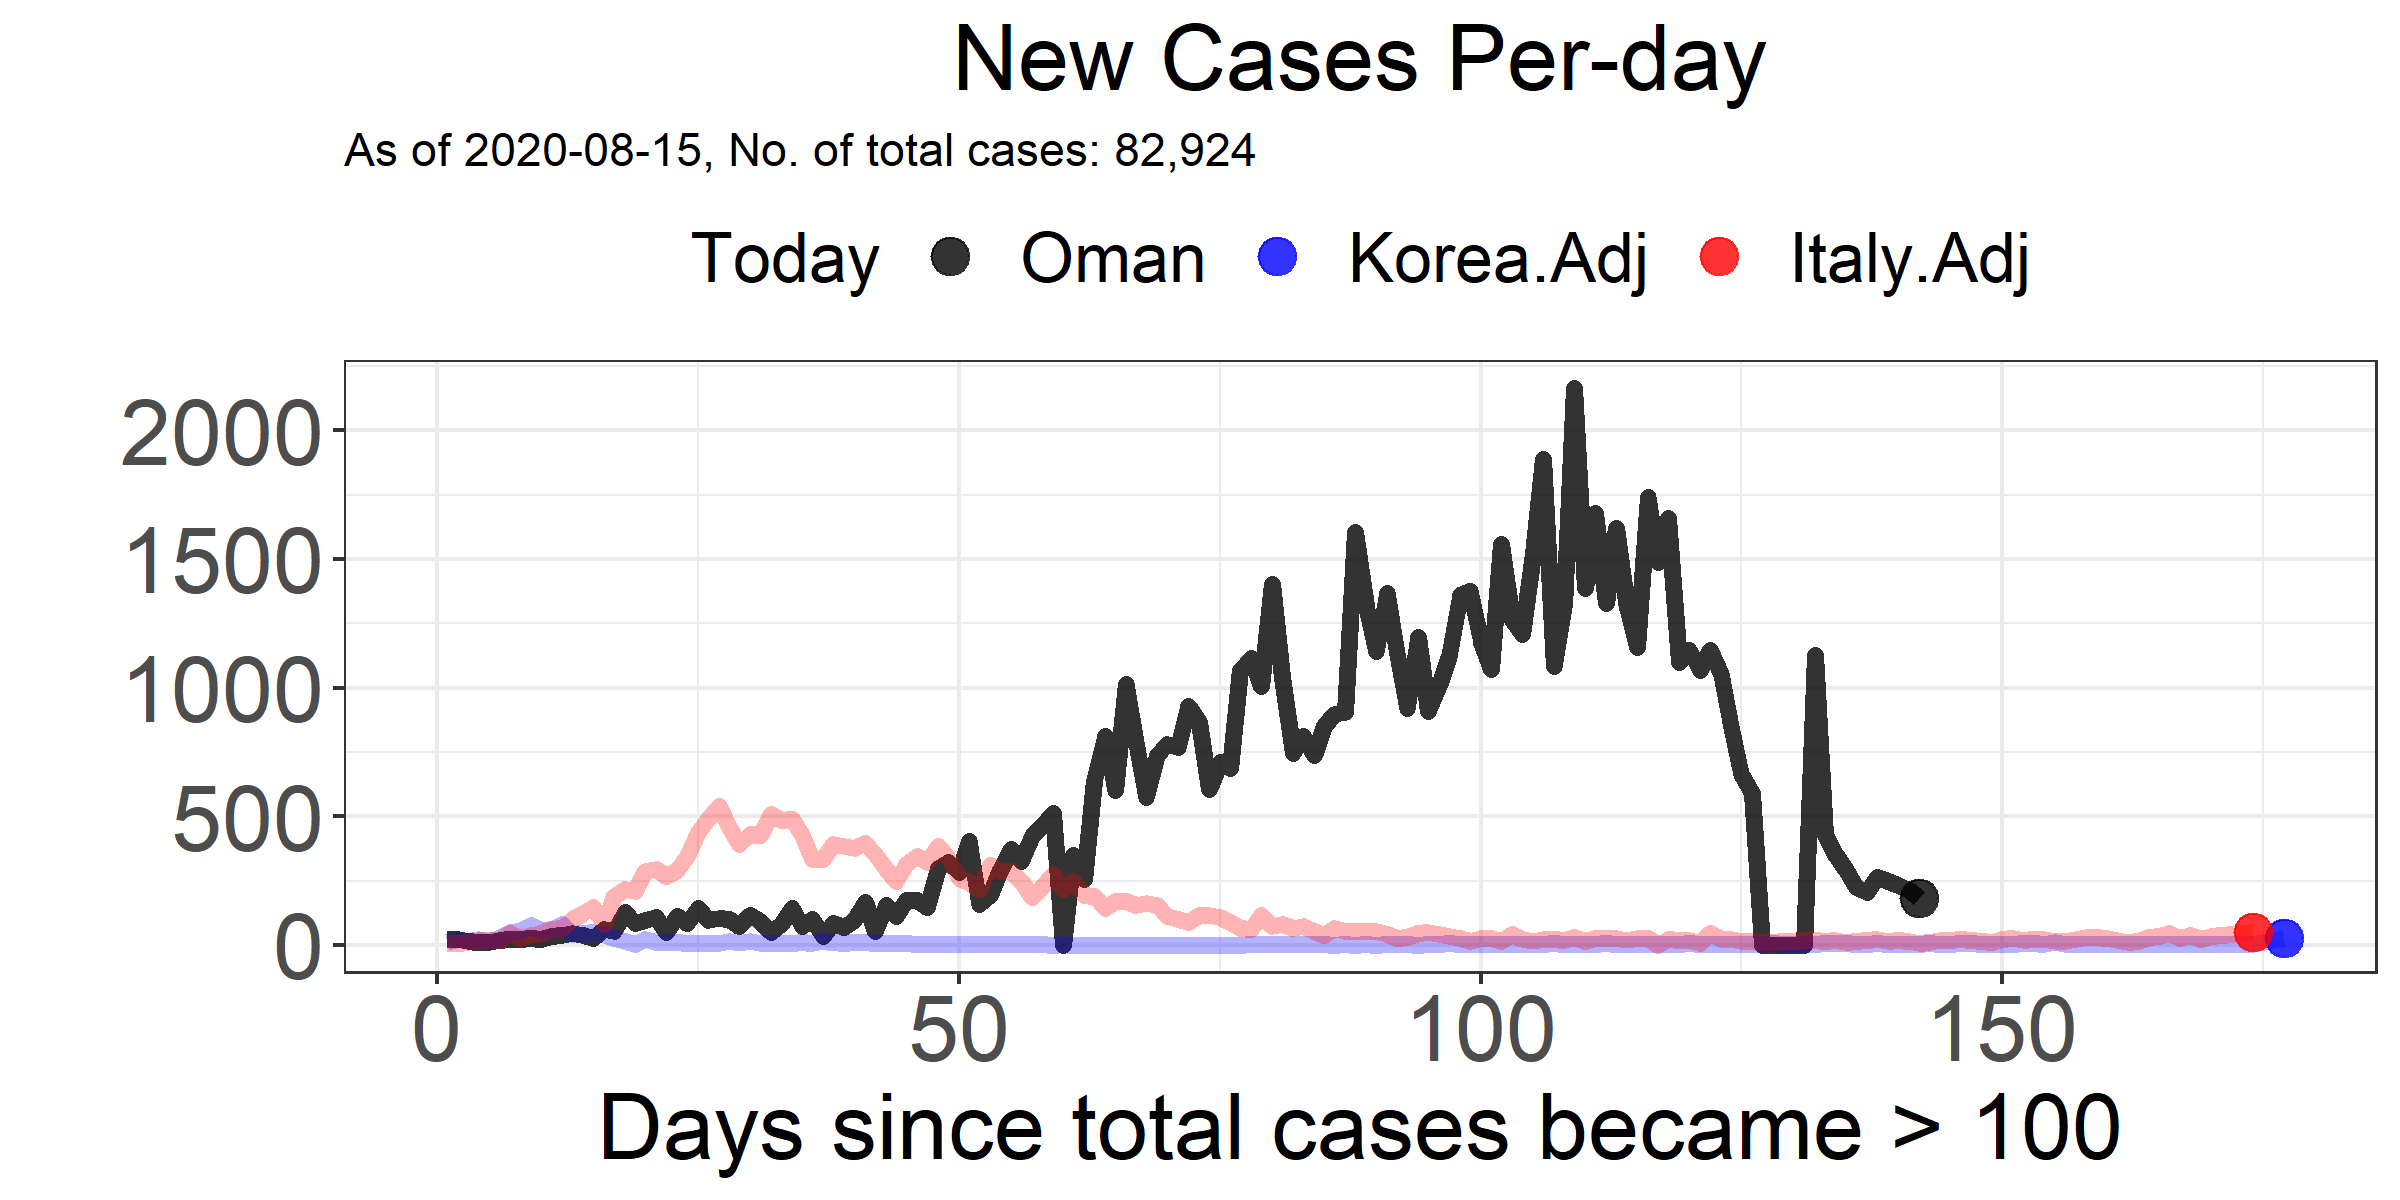 New Cases Per-day
As of 2020-08-15, No. of total cases: 82,924
Today Oman Korea.Adj Italy.Adj
2000
1500
1000
500
0
0 50 100 150
Days since total cases became > 100